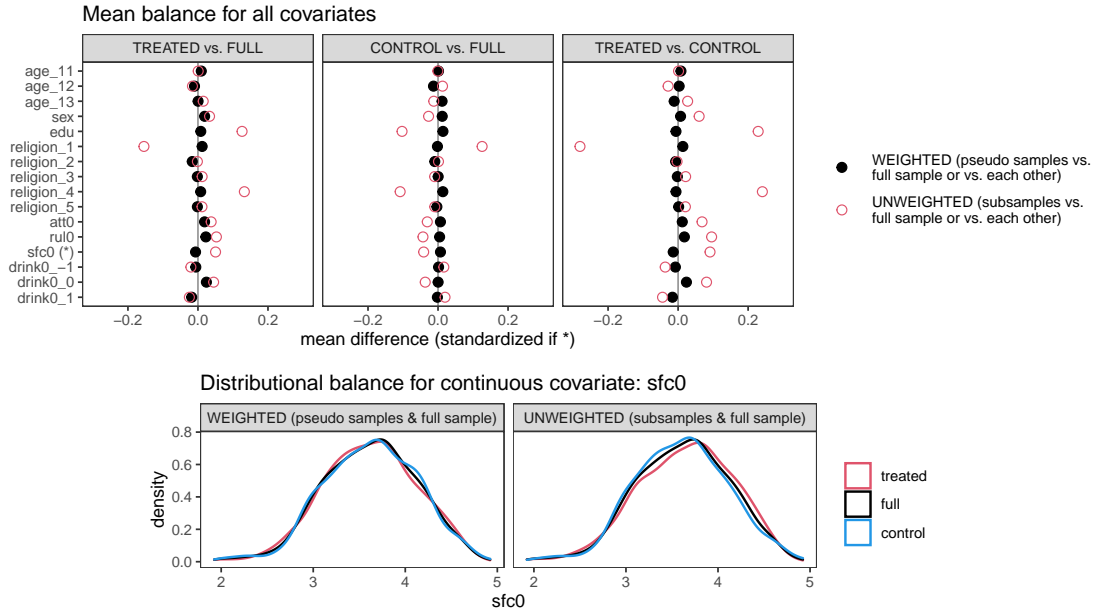 Mean balance for all covariates
TREATED vs. FULL
CONTROL vs. FULL
TREATED vs. CONTROL
age_11
age_12
age_13
sex
edu
religion_1
religion_2
religion_3
religion_4
religion_5
att0
rul0
sfc0 (*)
drink0_−1
drink0_0
drink0_1
−0.2 0.0 0.2
−0.2 0.0 0.2
−0.2 0.0 0.2
mean difference (standardized if *)
WEIGHTED (pseudo samples vs.
full sample or vs. each other)
UNWEIGHTED (subsamples vs.
full sample or vs. each other)
Distributional balance for continuous covariate: sfc0
WEIGHTED (pseudo samples & full sample)
UNWEIGHTED (subsamples & full sample)
density
0.8
0.6
0.4
0.2
0.0
2 3 4 5
2 3 4 5
sfc0
treated
full
control